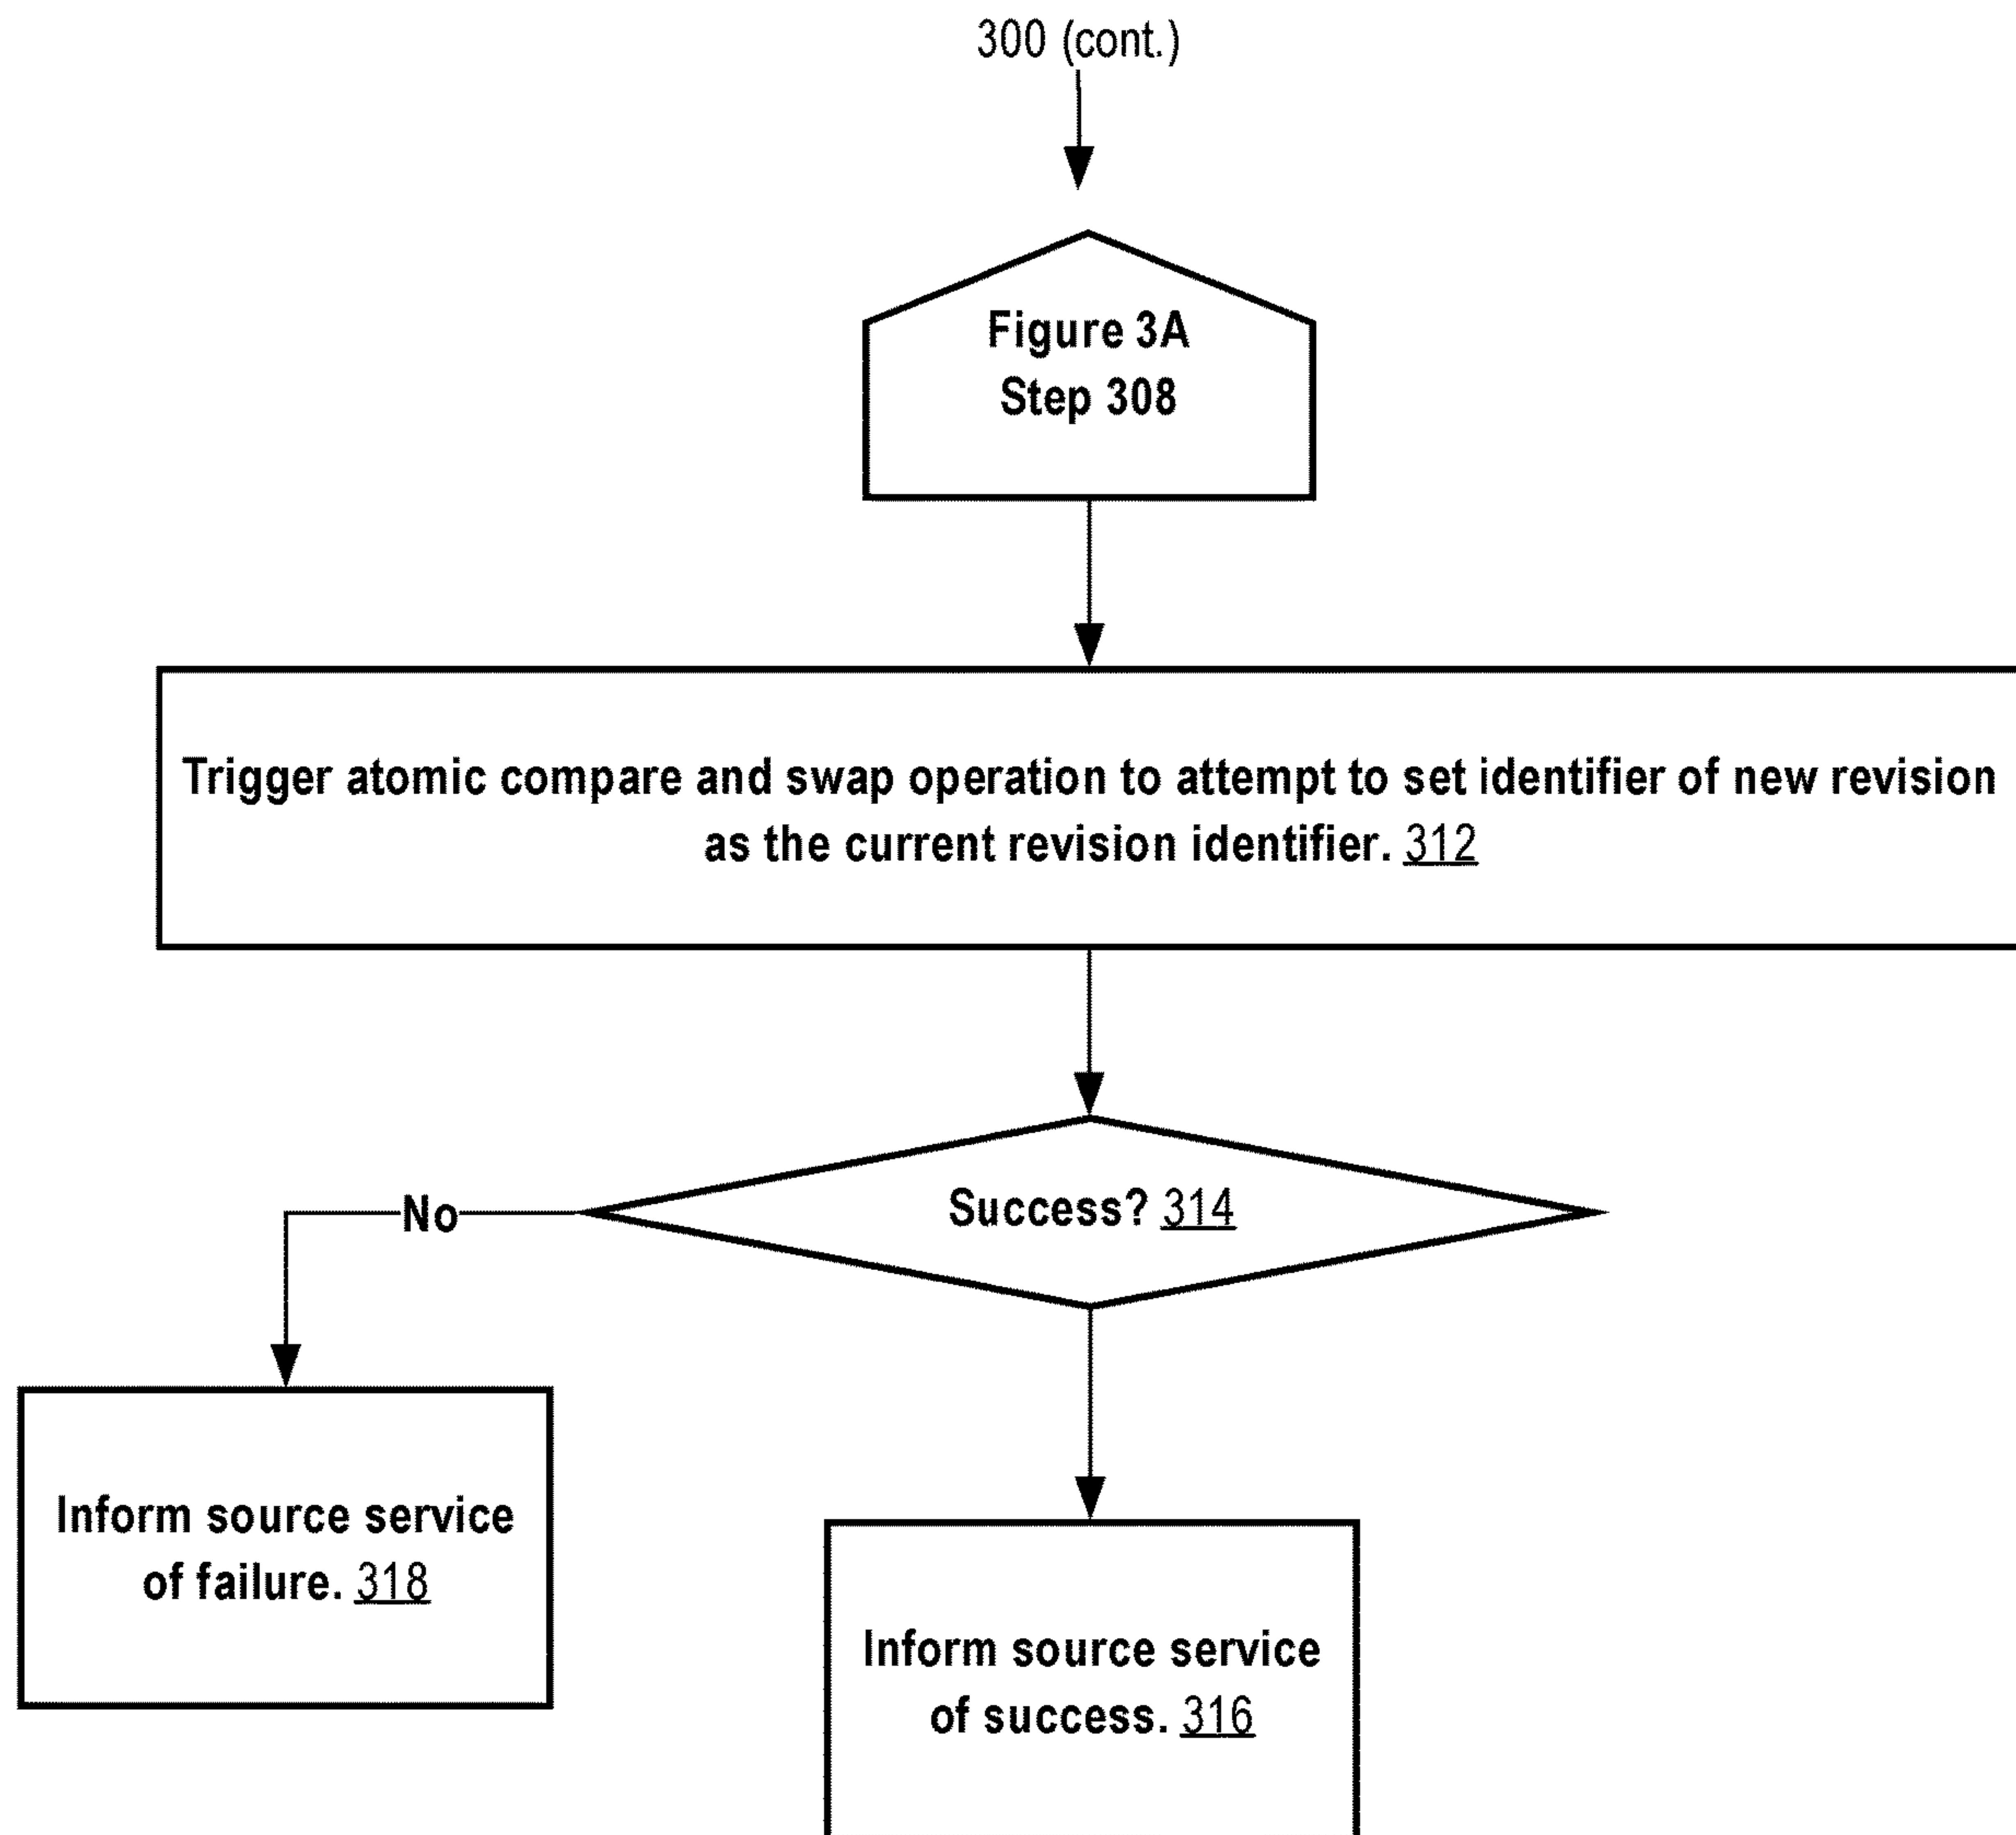 300 (cont.)
Figure 3A
Step 308
Trigger atomic compare and swap operation to attempt to set identifier of new revision
as the current revision identifier. 312
Success? 314
No
Inform source service
of failure. 318
Inform source service
of success. 316